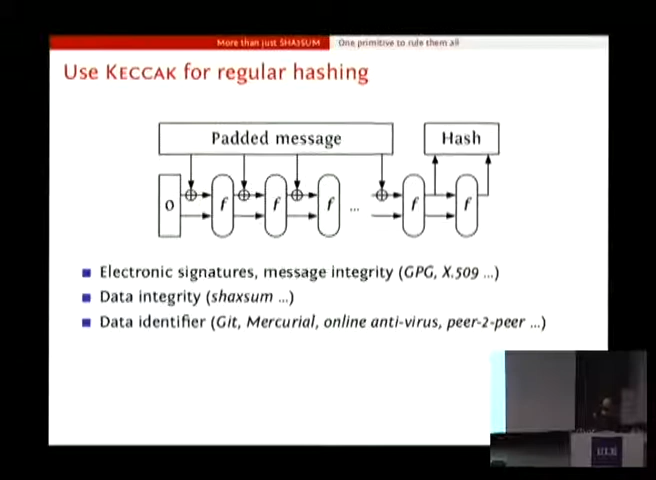 More than just SHA3SUM One primitive to rule them all
Use KECCAK for regular hashing
Padded message Hash
0 f f f ... f f
Electronic signatures, message integrity (GPG, X.509 ...)
Data integrity (shaxsum ...)
Data identifier (Git, Mercurial, online anti-virus, peer-2-peer ...)
ULB